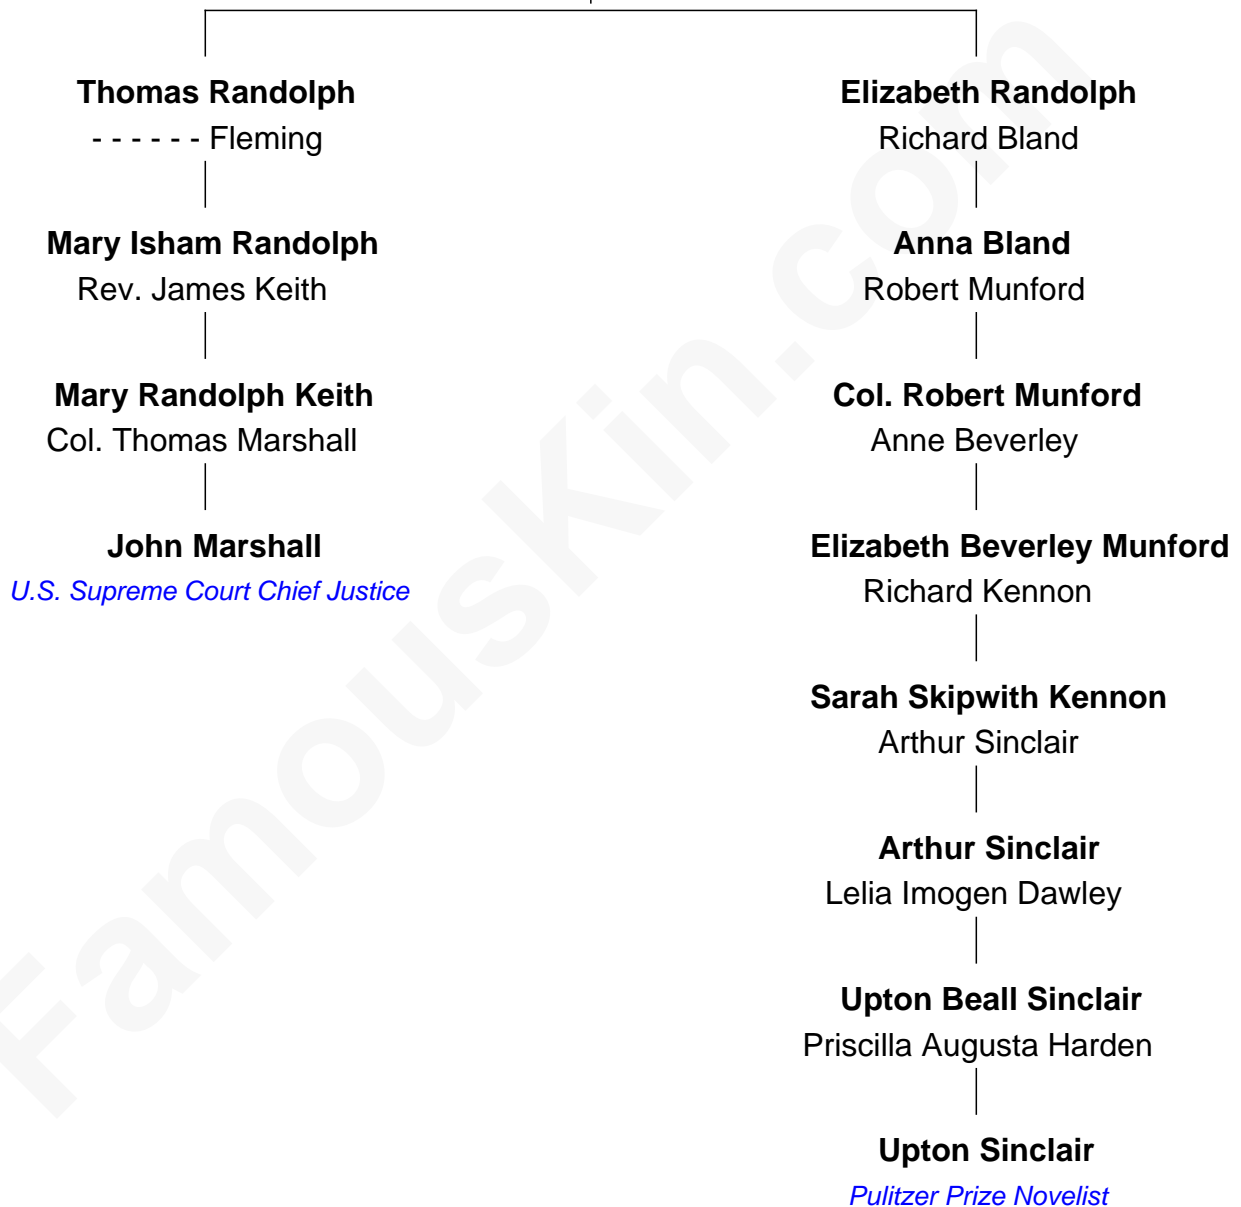 Thomas Randolph
- - - - - - Fleming
Mary Isham Randolph
Rev. James Keith
Mary Randolph Keith
Col. Thomas Marshall
John Marshall
U.S. Supreme Court Chief Justice
Elizabeth Randolph
Richard Bland
Anna Bland
Robert Munford
Col. Robert Munford
Anne Beverley
Elizabeth Beverley Munford
Richard Kennon
Sarah Skipwith Kennon
Arthur Sinclair
Arthur Sinclair
Lelia Imogen Dawley
Upton Beall Sinclair
Priscilla Augusta Harden
Upton Sinclair
Pulitzer Prize Novelist
FamousKin.com